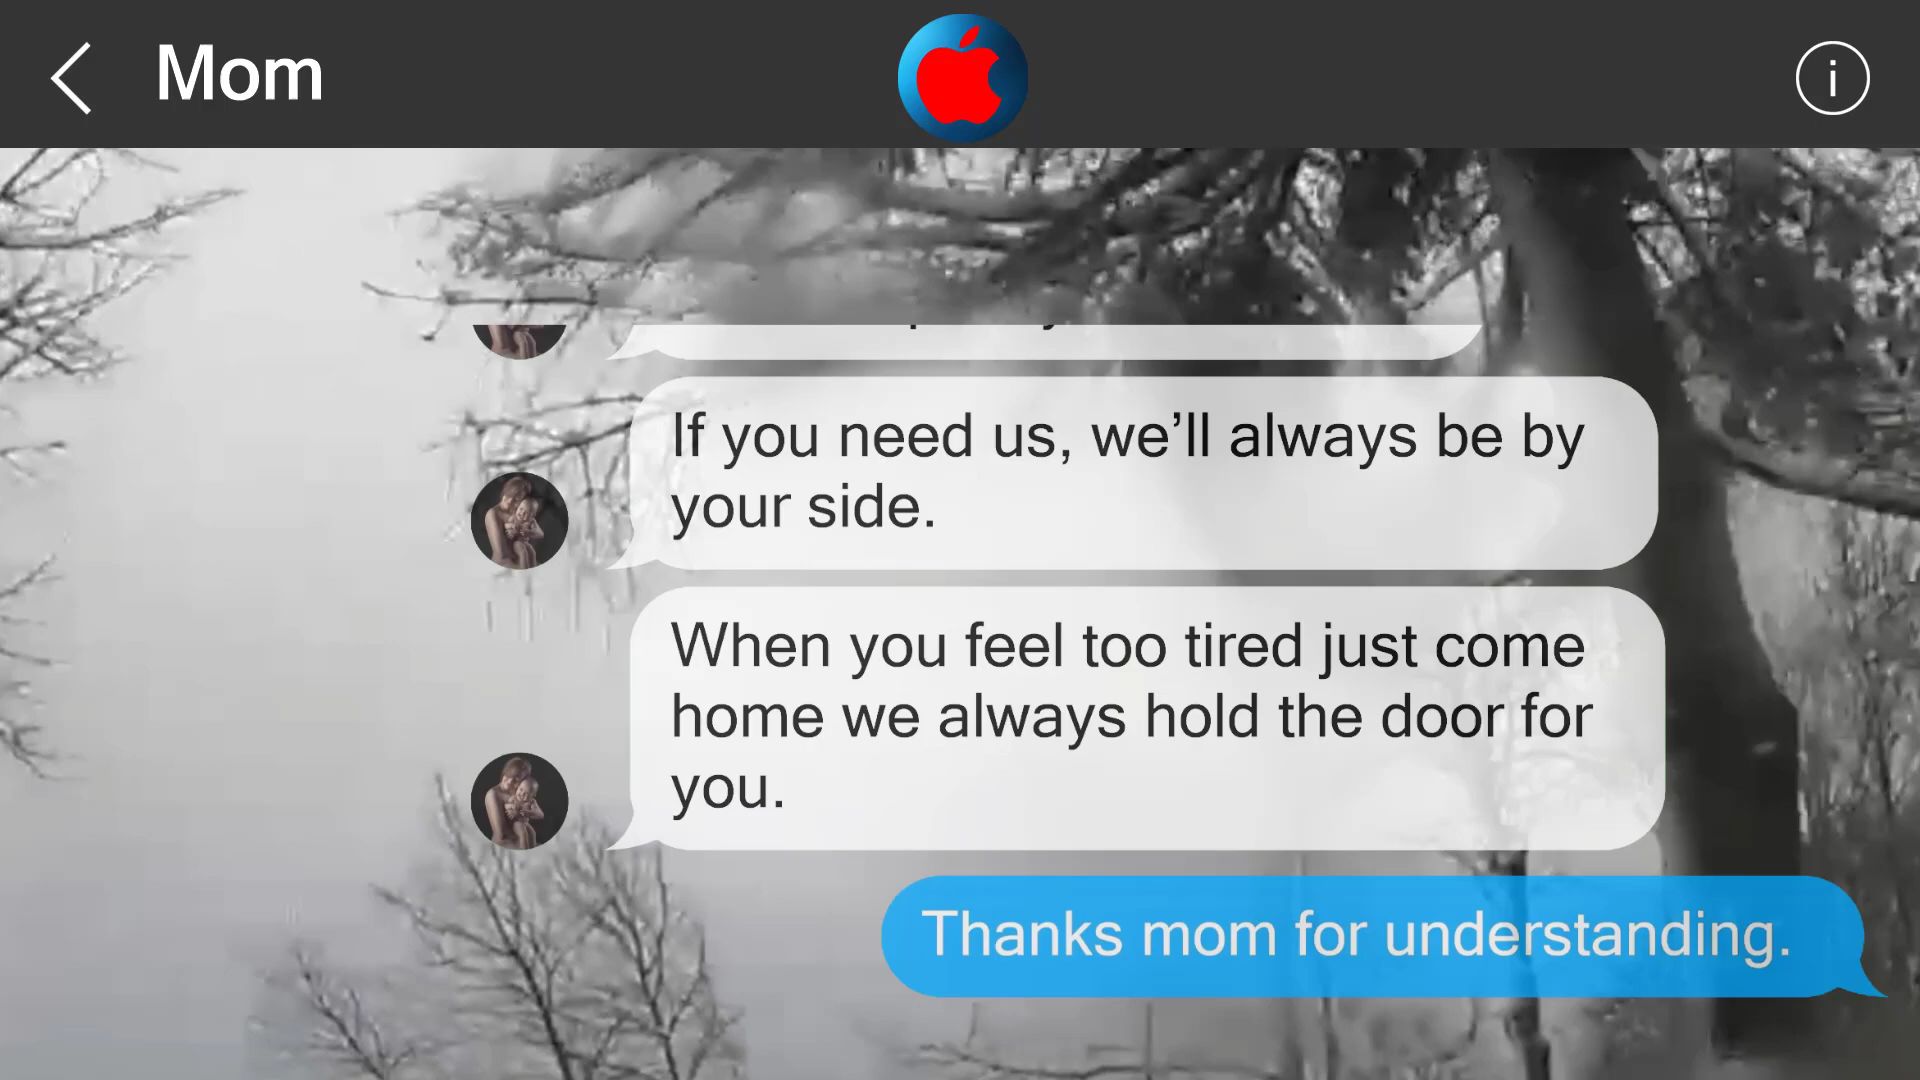 Mom
i
If you need us, we’ll always be by
your side.
When you feel too tired just come
home we always hold the door for
you.
Thanks mom for understanding.